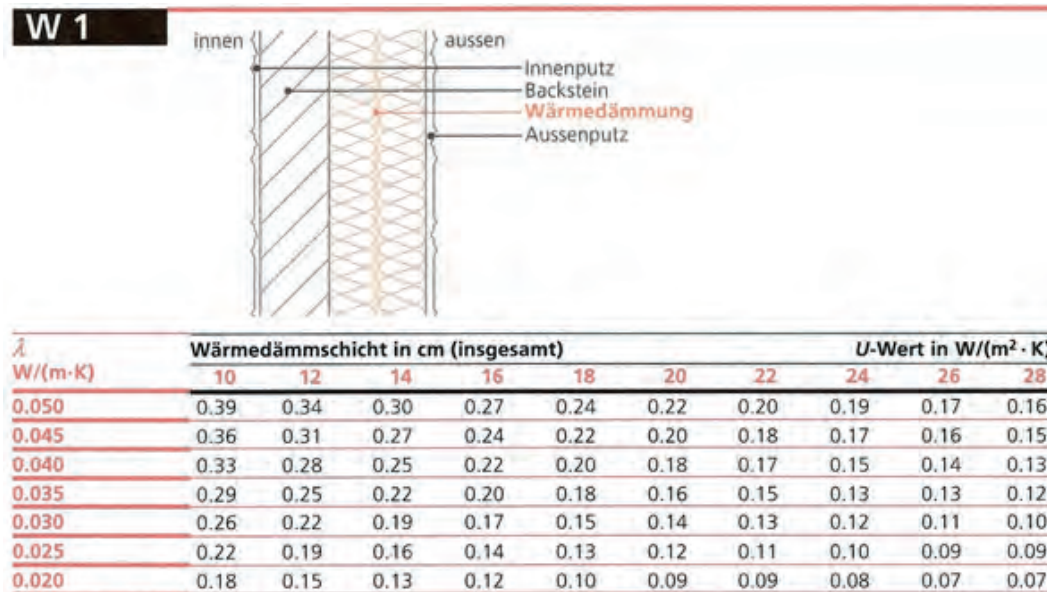 W 1
innen aussen
Innenputz
Backstein
Wärmedämmung
Aussenputz
λ Wärmedämmschicht in cm (insgesamt) U-Wert in W/(m² · K)
W/(m·K) 10 12 14 16 18 20 22 24 26 28
0.050 0.39 0.34 0.30 0.27 0.24 0.22 0.20 0.19 0.17 0.16
0.045 0.36 0.31 0.27 0.24 0.22 0.20 0.18 0.17 0.16 0.15
0.040 0.33 0.28 0.25 0.22 0.20 0.18 0.17 0.15 0.14 0.13
0.035 0.29 0.25 0.22 0.20 0.18 0.16 0.15 0.13 0.13 0.12
0.030 0.26 0.22 0.19 0.17 0.15 0.14 0.13 0.12 0.11 0.10
0.025 0.22 0.19 0.16 0.14 0.13 0.12 0.11 0.10 0.09 0.09
0.020 0.18 0.15 0.13 0.12 0.10 0.09 0.09 0.08 0.07 0.07